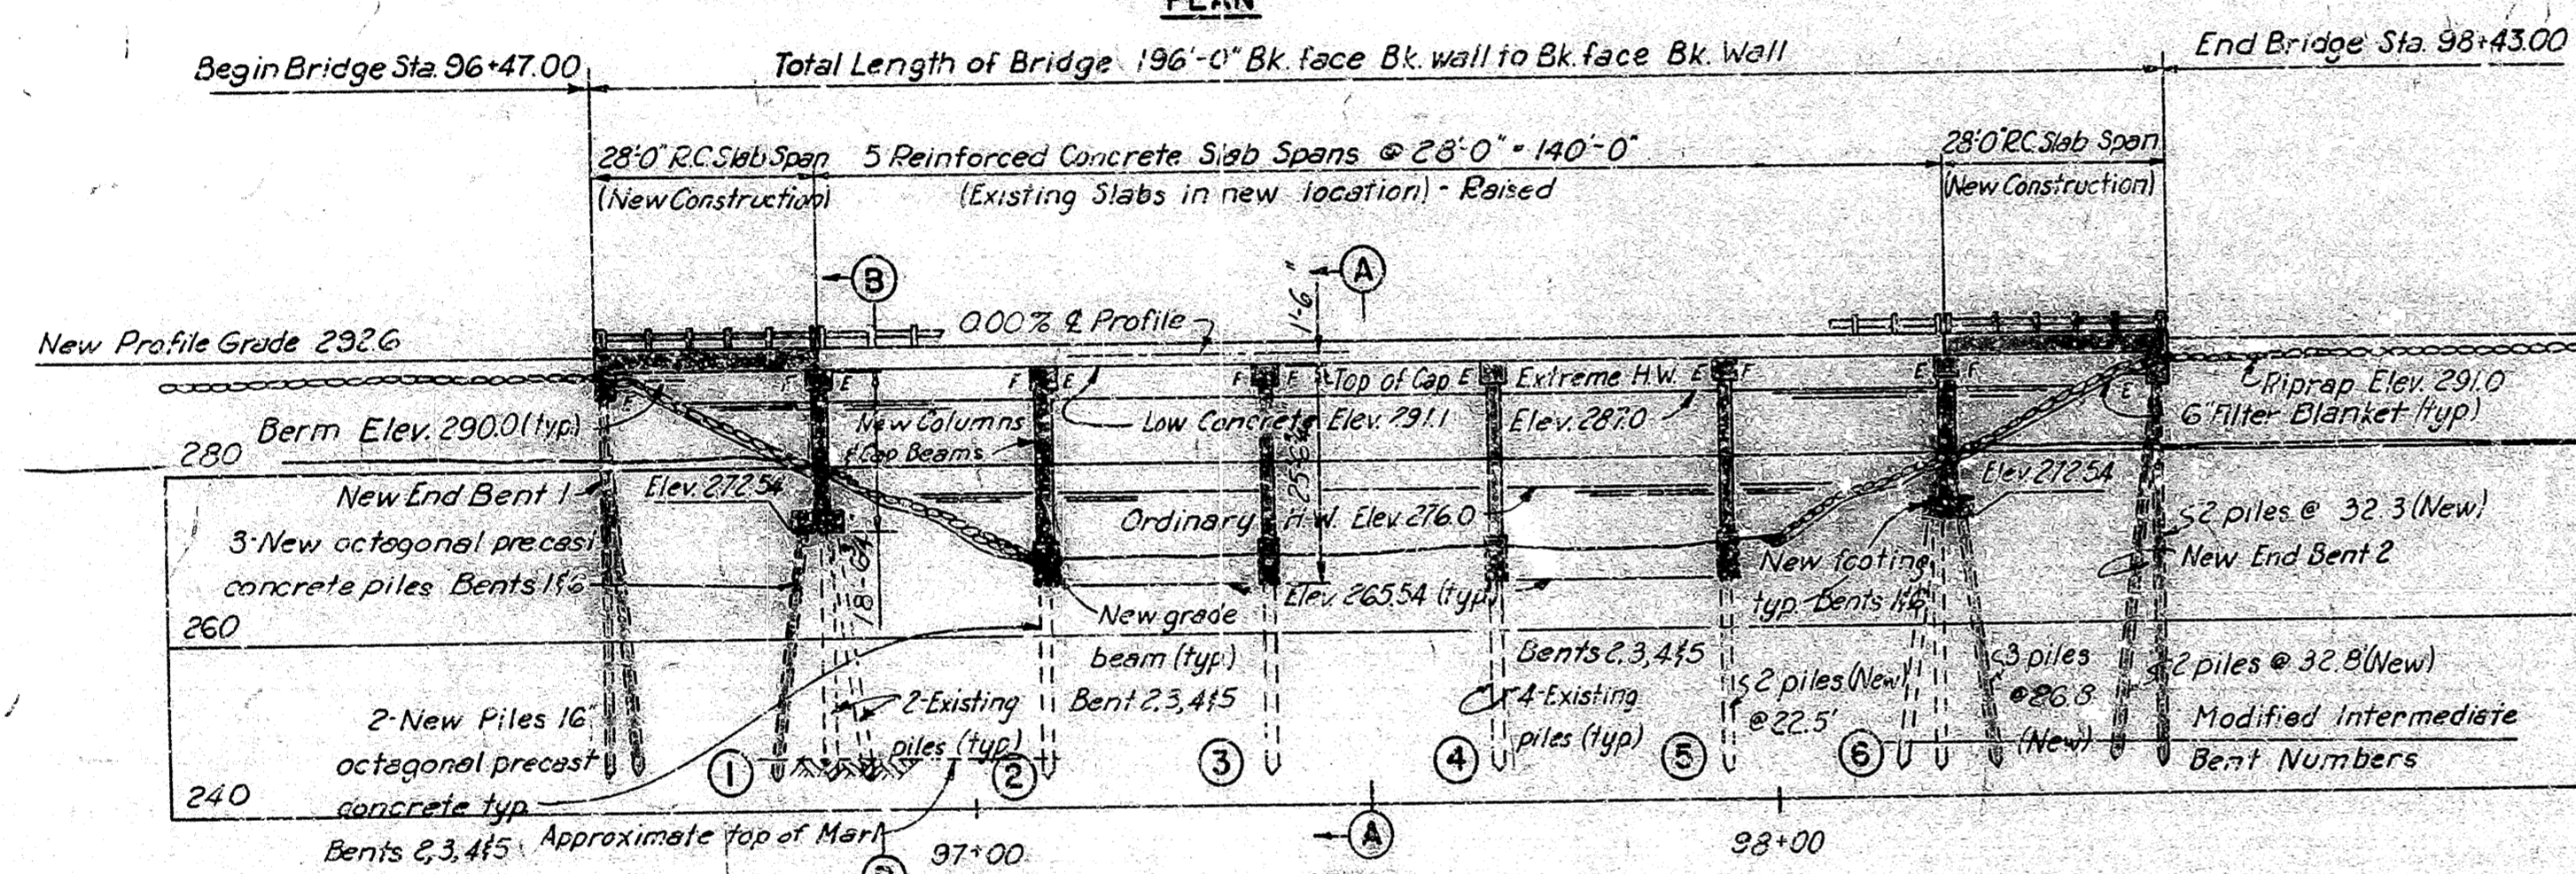 PLAN
Begin Bridge Sta. 96+47.00
Total Length of Bridge 196'-0" Bk. face Bk. wall to Bk. face Bk. Wall
End Bridge Sta. 98+43.00
28'-0" R.C. Slab Span
(New Construction)
5 Reinforced Concrete Slab Spans @ 28'-0" = 140'-0"
(Existing Slabs in new location) - Raised
28'-0" R.C. Slab Span
(New Construction)
B
A
1'-6"
New Profile Grade 292.6
0.00% ℄ Profile
F E
F E
F F
Top of Cap
E
Extreme H.W.
E F
E F
Riprap Elev. 291.0
Berm Elev. 290.0 (typ.)
New Columns
& Cap Beams
Low Concrete Elev. 291.1
Elev. 287.0
E
6" Filter Blanket (typ)
280
New End Bent 1
Elev. 272.54
Elev. 272.54
Ordinary H.W. Elev. 276.0
2 piles @ 32.3 (New)
3-New octagonal precast
concrete piles Bents 1&6
New footing
typ. Bents 1&6
New End Bent 2
Elev. 265.54 (typ)
260
New grade
beam (typ)
Bent 2,3,4&5
Bents 2,3,4&5
4-Existing
piles (typ)
2 piles (New)
@ 22.5'
3 piles
@ 26.8
(New)
2 piles @ 32.8' (New)
2-New Piles 16"
octagonal precast
concrete typ.
Bents 2,3,4&5
2-Existing
piles (typ)
Modified Intermediate
Bent Numbers
1
2
3
4
5
6
240
Approximate top of Marl
97+00
A
98+00